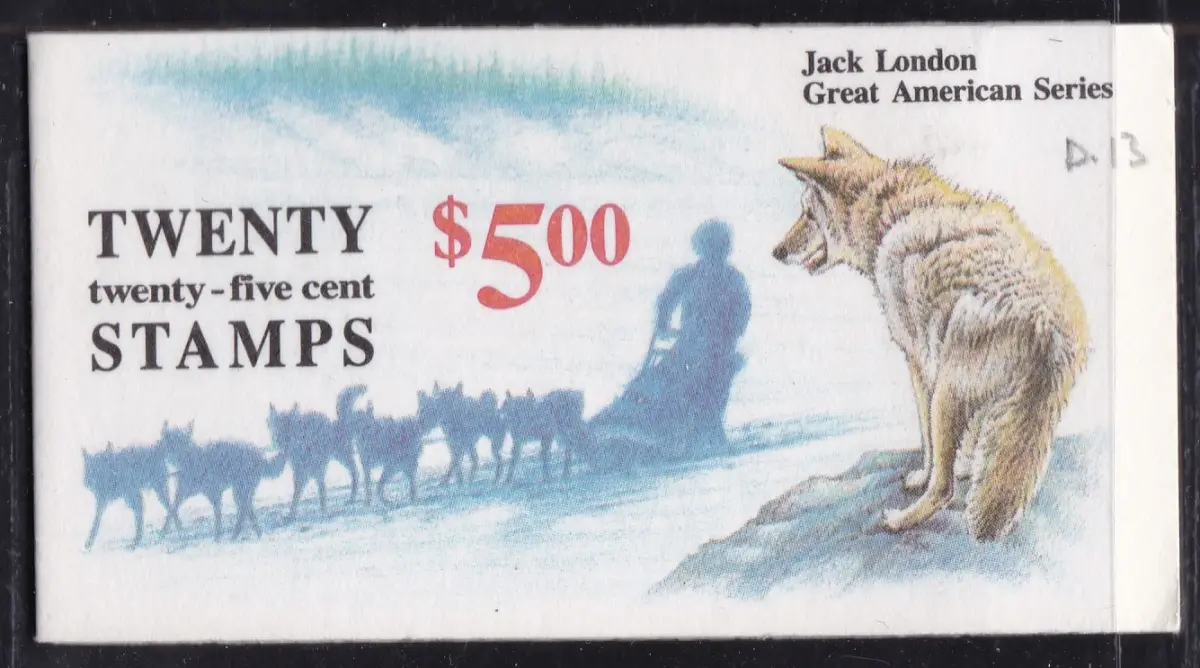 Jack London
Great American Series
D.13
TWENTY
twenty-five cent
STAMPS
$5.00